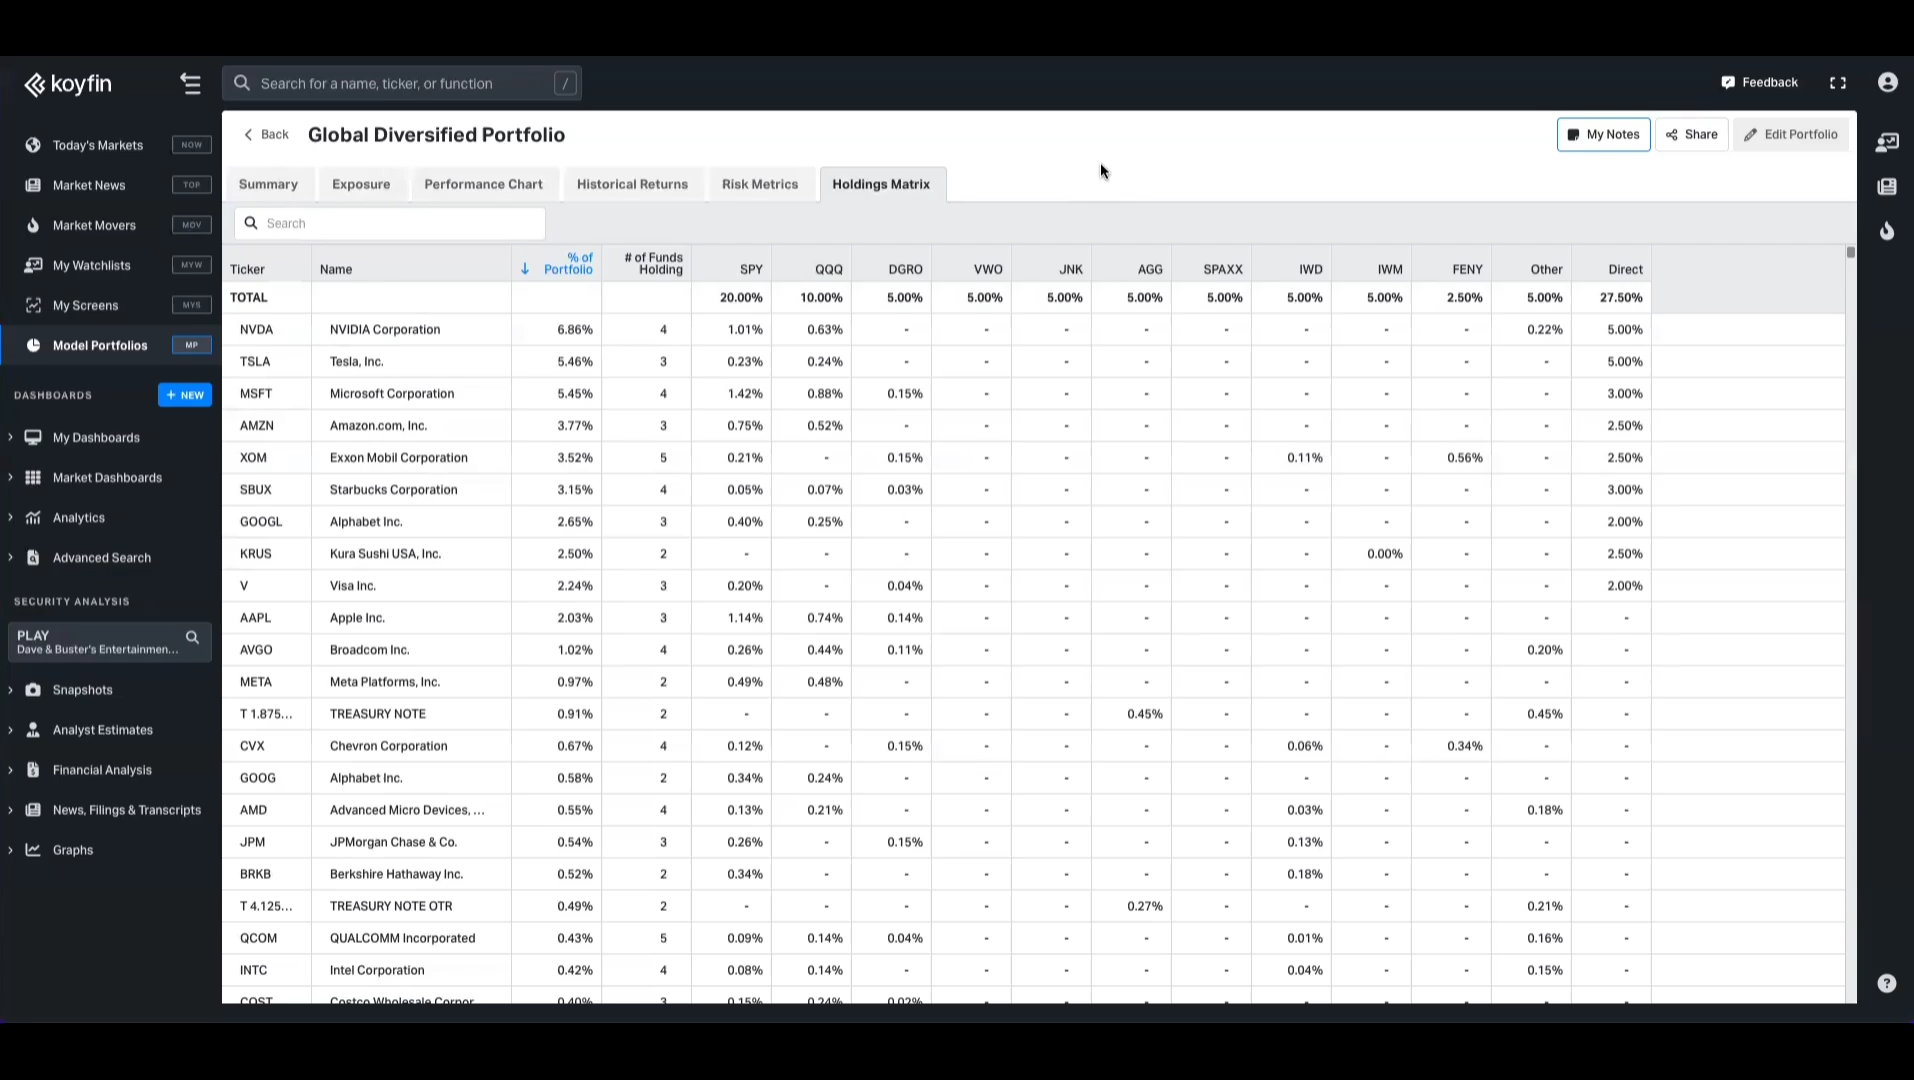 koyfin
Search for a name, ticker, or function /
Feedback
Today's Markets NOW
Market News TOP
Market Movers MOV
My Watchlists MYW
My Screens MYS
Model Portfolios MP
DASHBOARDS + NEW
My Dashboards
Market Dashboards
Analytics
Advanced Search
SECURITY ANALYSIS
PLAY
Dave & Buster's Entertainmen...
Snapshots
Analyst Estimates
Financial Analysis
News, Filings & Transcripts
Graphs
Back Global Diversified Portfolio
My Notes Share Edit Portfolio
Summary Exposure Performance Chart Historical Returns Risk Metrics Holdings Matrix
Search
Ticker Name % of Portfolio # of Funds Holding SPY QQQ DGRO VWO JNK AGG SPAXX IWD IWM FENY Other Direct
TOTAL 20.00% 10.00% 5.00% 5.00% 5.00% 5.00% 5.00% 5.00% 5.00% 2.50% 5.00% 27.50%
NVDA NVIDIA Corporation 6.86% 4 1.01% 0.63% - - - - - - - - 0.22% 5.00%
TSLA Tesla, Inc. 5.46% 3 0.23% 0.24% - - - - - - - - - 5.00%
MSFT Microsoft Corporation 5.45% 4 1.42% 0.88% 0.15% - - - - - - - - 3.00%
AMZN Amazon.com, Inc. 3.77% 3 0.75% 0.52% - - - - - - - - - 2.50%
XOM Exxon Mobil Corporation 3.52% 5 0.21% - 0.15% - - - - 0.11% - 0.56% - 2.50%
SBUX Starbucks Corporation 3.15% 4 0.05% 0.07% 0.03% - - - - - - - - 3.00%
GOOGL Alphabet Inc. 2.65% 3 0.40% 0.25% - - - - - - - - - 2.00%
KRUS Kura Sushi USA, Inc. 2.50% 2 - - - - - - - - 0.00% - - 2.50%
V Visa Inc. 2.24% 3 0.20% - 0.04% - - - - - - - - 2.00%
AAPL Apple Inc. 2.03% 3 1.14% 0.74% 0.14% - - - - - - - - -
AVGO Broadcom Inc. 1.02% 4 0.26% 0.44% 0.11% - - - - - - - 0.20% -
META Meta Platforms, Inc. 0.97% 2 0.49% 0.48% - - - - - - - - - -
T 1.875... TREASURY NOTE 0.91% 2 - - - - - 0.45% - - - - 0.45% -
CVX Chevron Corporation 0.67% 4 0.12% - 0.15% - - - - 0.06% - 0.34% - -
GOOG Alphabet Inc. 0.58% 2 0.34% 0.24% - - - - - - - - - -
AMD Advanced Micro Devices, ... 0.55% 4 0.13% 0.21% - - - - - 0.03% - - 0.18% -
JPM JPMorgan Chase & Co. 0.54% 3 0.26% - 0.15% - - - - 0.13% - - - -
BRKB Berkshire Hathaway Inc. 0.52% 2 0.34% - - - - - - 0.18% - - - -
T 4.125... TREASURY NOTE OTR 0.49% 2 - - - - - 0.27% - - - - 0.21% -
QCOM QUALCOMM Incorporated 0.43% 5 0.09% 0.14% 0.04% - - - - 0.01% - - 0.16% -
INTC Intel Corporation 0.42% 4 0.08% 0.14% - - - - - 0.04% - - 0.15% -
COST Costco Wholesale Corpor 0.40% 3 0.15% 0.24% 0.02% - - - - - - - - -